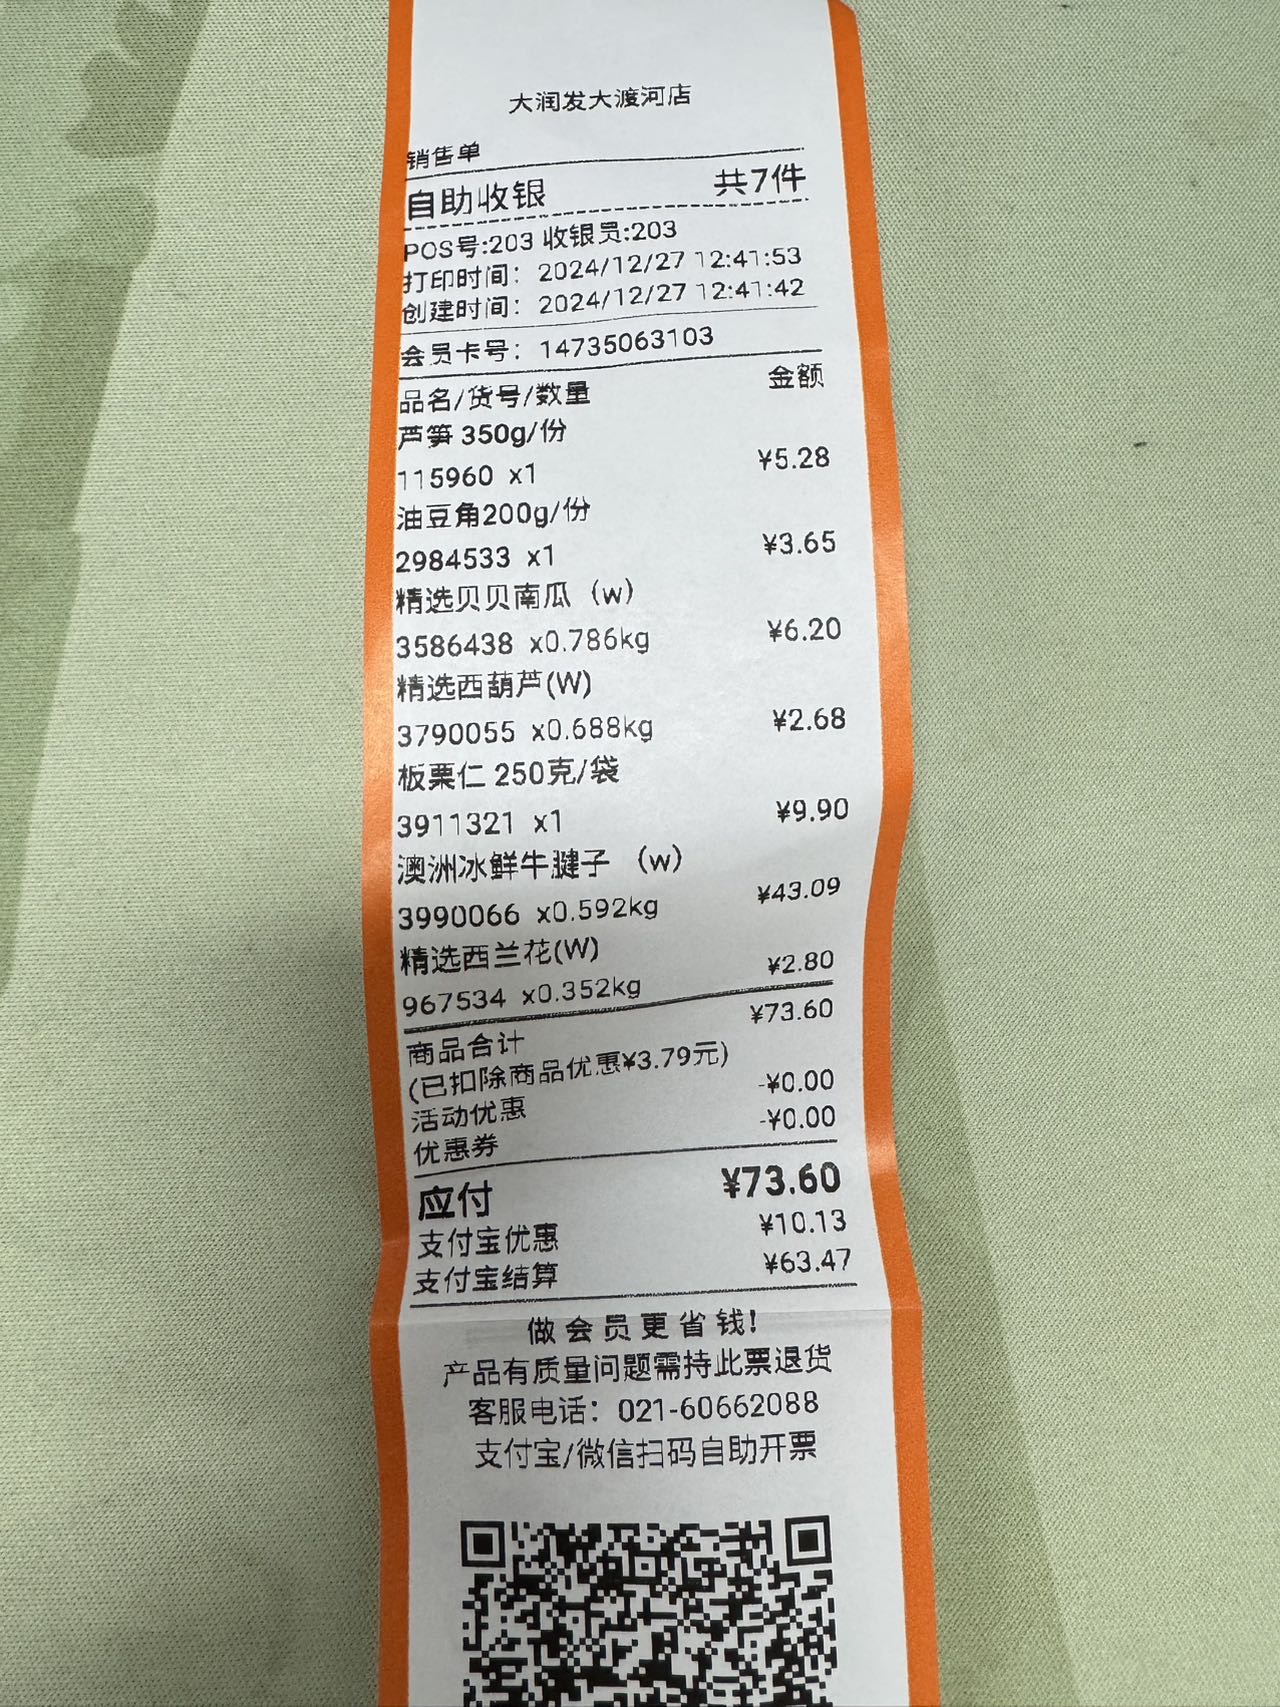 大润发大渡河店
销售单
自助收银 共7件
POS号:203 收银员:203
打印时间：2024/12/27 12:41:53
创建时间：2024/12/27 12:41:42
会员卡号：14735063103
品名/货号/数量 金额
芦笋 350g/份
115960 x1 ¥5.28
油豆角200g/份
2984533 x1 ¥3.65
精选贝贝南瓜（w）
3586438 x0.786kg ¥6.20
精选西葫芦(W)
3790055 x0.688kg ¥2.68
板栗仁 250克/袋
3911321 x1 ¥9.90
澳洲冰鲜牛腱子 （w）
3990066 x0.592kg ¥43.09
精选西兰花(W)
967534 x0.352kg ¥2.80
商品合计 ¥73.60
(已扣除商品优惠¥3.79元)
活动优惠 -¥0.00
优惠券 -¥0.00
应付 ¥73.60
支付宝优惠 ¥10.13
支付宝结算 ¥63.47
做会员更省钱!
产品有质量问题需持此票退货
客服电话：021-60662088
支付宝/微信扫码自助开票